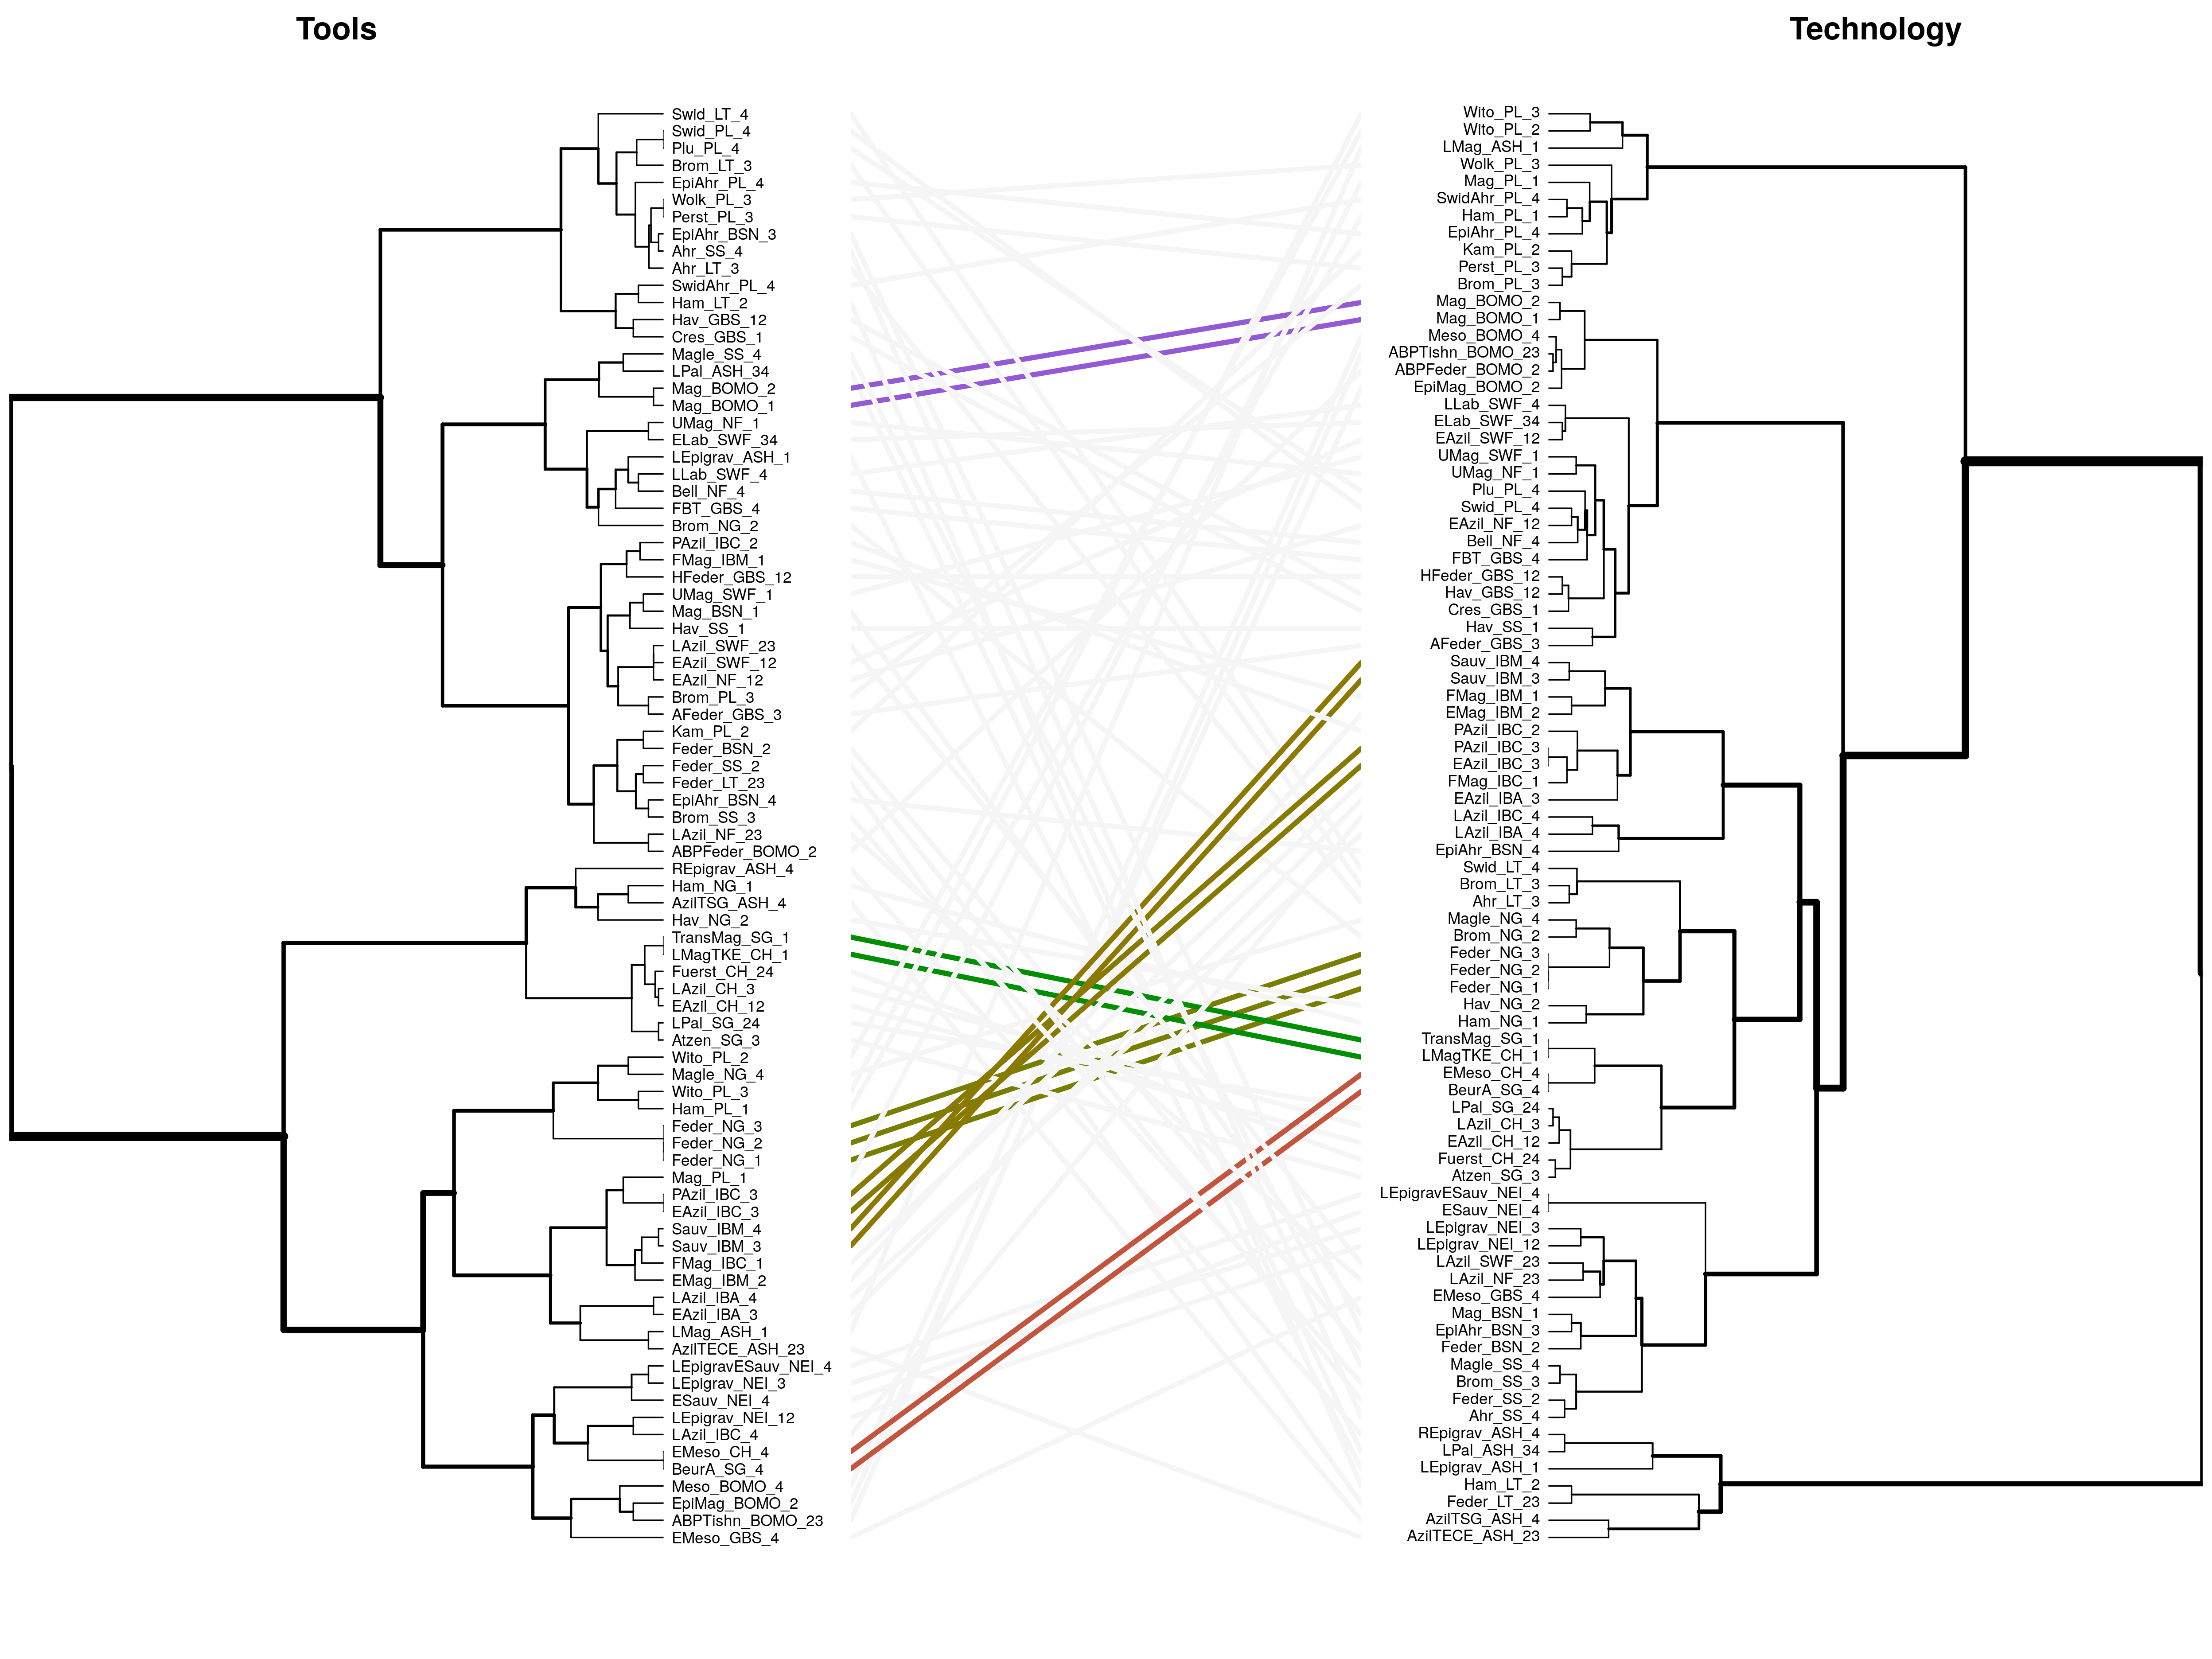 Tools
Technology
Swid_LT_4
Swid_PL_4
Plu_PL_4
Brom_LT_3
EpiAhr_PL_4
Wolk_PL_3
Perst_PL_3
EpiAhr_BSN_3
Ahr_SS_4
Ahr_LT_3
SwidAhr_PL_4
Ham_LT_2
Hav_GBS_12
Cres_GBS_1
Magle_SS_4
LPal_ASH_34
Mag_BOMO_2
Mag_BOMO_1
UMag_NF_1
ELab_SWF_34
LEpigrav_ASH_1
LLab_SWF_4
Bell_NF_4
FBT_GBS_4
Brom_NG_2
PAzil_IBC_2
FMag_IBM_1
HFeder_GBS_12
UMag_SWF_1
Mag_BSN_1
Hav_SS_1
LAzil_SWF_23
EAzil_SWF_12
EAzil_NF_12
Brom_PL_3
AFeder_GBS_3
Kam_PL_2
Feder_BSN_2
Feder_SS_2
Feder_LT_23
EpiAhr_BSN_4
Brom_SS_3
LAzil_NF_23
ABPFeder_BOMO_2
REpigrav_ASH_4
Ham_NG_1
AzilTSG_ASH_4
Hav_NG_2
TransMag_SG_1
LMagTKE_CH_1
Fuerst_CH_24
LAzil_CH_3
EAzil_CH_12
LPal_SG_24
Atzen_SG_3
Wito_PL_2
Magle_NG_4
Wito_PL_3
Ham_PL_1
Feder_NG_3
Feder_NG_2
Feder_NG_1
Mag_PL_1
PAzil_IBC_3
EAzil_IBC_3
Sauv_IBM_4
Sauv_IBM_3
FMag_IBC_1
EMag_IBM_2
LAzil_IBA_4
EAzil_IBA_3
LMag_ASH_1
AzilTECE_ASH_23
LEpigravESauv_NEI_4
LEpigrav_NEI_3
ESauv_NEI_4
LEpigrav_NEI_12
LAzil_IBC_4
EMeso_CH_4
BeurA_SG_4
Meso_BOMO_4
EpiMag_BOMO_2
ABPTishn_BOMO_23
EMeso_GBS_4
Wito_PL_3
Wito_PL_2
LMag_ASH_1
Wolk_PL_3
Mag_PL_1
SwidAhr_PL_4
Ham_PL_1
EpiAhr_PL_4
Kam_PL_2
Perst_PL_3
Brom_PL_3
Mag_BOMO_2
Mag_BOMO_1
Meso_BOMO_4
ABPTishn_BOMO_23
ABPFeder_BOMO_2
EpiMag_BOMO_2
LLab_SWF_4
ELab_SWF_34
EAzil_SWF_12
UMag_SWF_1
UMag_NF_1
Plu_PL_4
Swid_PL_4
EAzil_NF_12
Bell_NF_4
FBT_GBS_4
HFeder_GBS_12
Hav_GBS_12
Cres_GBS_1
Hav_SS_1
AFeder_GBS_3
Sauv_IBM_4
Sauv_IBM_3
FMag_IBM_1
EMag_IBM_2
PAzil_IBC_2
PAzil_IBC_3
EAzil_IBC_3
FMag_IBC_1
EAzil_IBA_3
LAzil_IBC_4
LAzil_IBA_4
EpiAhr_BSN_4
Swid_LT_4
Brom_LT_3
Ahr_LT_3
Magle_NG_4
Brom_NG_2
Feder_NG_3
Feder_NG_2
Feder_NG_1
Hav_NG_2
Ham_NG_1
TransMag_SG_1
LMagTKE_CH_1
EMeso_CH_4
BeurA_SG_4
LPal_SG_24
LAzil_CH_3
EAzil_CH_12
Fuerst_CH_24
Atzen_SG_3
LEpigravESauv_NEI_4
ESauv_NEI_4
LEpigrav_NEI_3
LEpigrav_NEI_12
LAzil_SWF_23
LAzil_NF_23
EMeso_GBS_4
Mag_BSN_1
EpiAhr_BSN_3
Feder_BSN_2
Magle_SS_4
Brom_SS_3
Feder_SS_2
Ahr_SS_4
REpigrav_ASH_4
LPal_ASH_34
LEpigrav_ASH_1
Ham_LT_2
Feder_LT_23
AzilTSG_ASH_4
AzilTECE_ASH_23